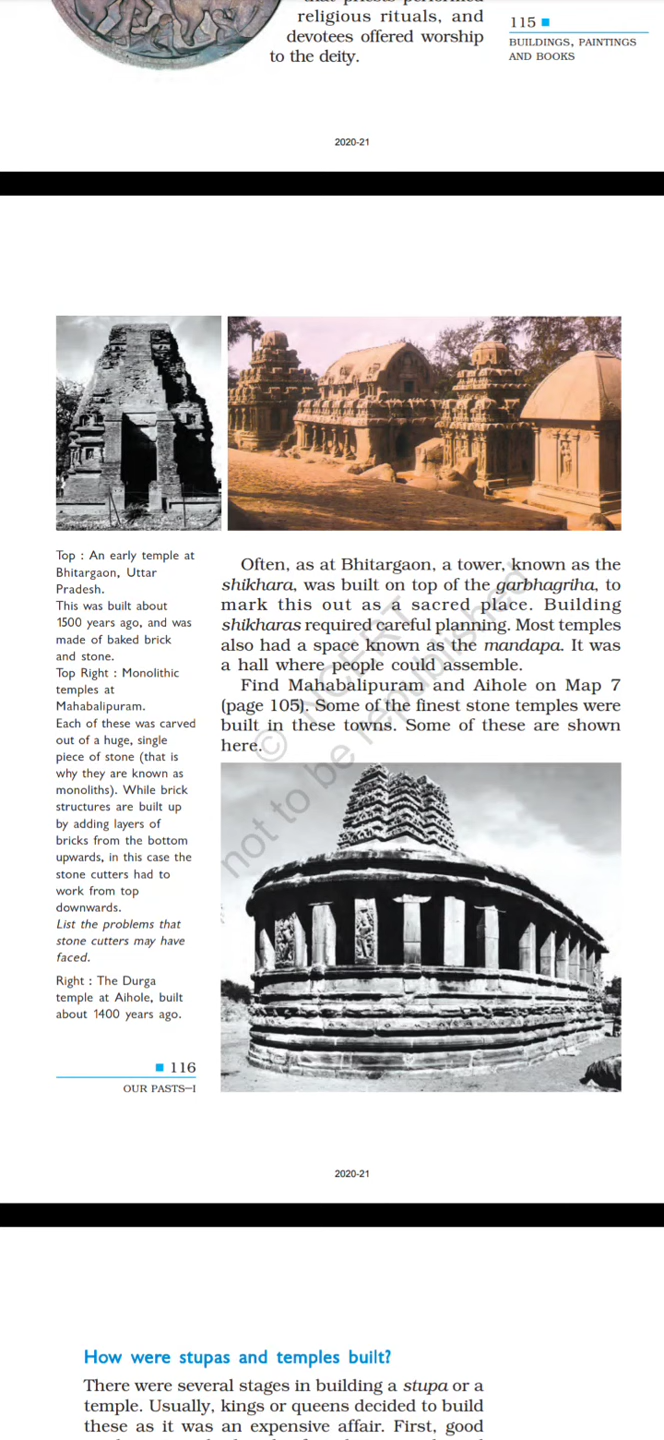 religious rituals, and
devotees offered worship
to the deity.
115
BUILDINGS, PAINTINGS
AND BOOKS
2020-21
Top : An early temple at
Bhitargaon, Uttar
Pradesh.
This was built about
1500 years ago, and was
made of baked brick
and stone.
Top Right : Monolithic
temples at
Mahabalipuram.
Each of these was carved
out of a huge, single
piece of stone (that is
why they are known as
monoliths). While brick
structures are built up
by adding layers of
bricks from the bottom
upwards, in this case the
stone cutters had to
work from top
downwards.
List the problems that
stone cutters may have
faced.
Right : The Durga
temple at Aihole, built
about 1400 years ago.
116
OUR PASTS–I
Often, as at Bhitargaon, a tower, known as the
shikhara, was built on top of the garbhagriha, to
mark this out as a sacred place. Building
shikharas required careful planning. Most temples
also had a space known as the mandapa. It was
a hall where people could assemble.
Find Mahabalipuram and Aihole on Map 7
(page 105). Some of the finest stone temples were
built in these towns. Some of these are shown
here.
© NCERT
not to be republished
2020-21
How were stupas and temples built?
There were several stages in building a stupa or a
temple. Usually, kings or queens decided to build
these as it was an expensive affair. First, good